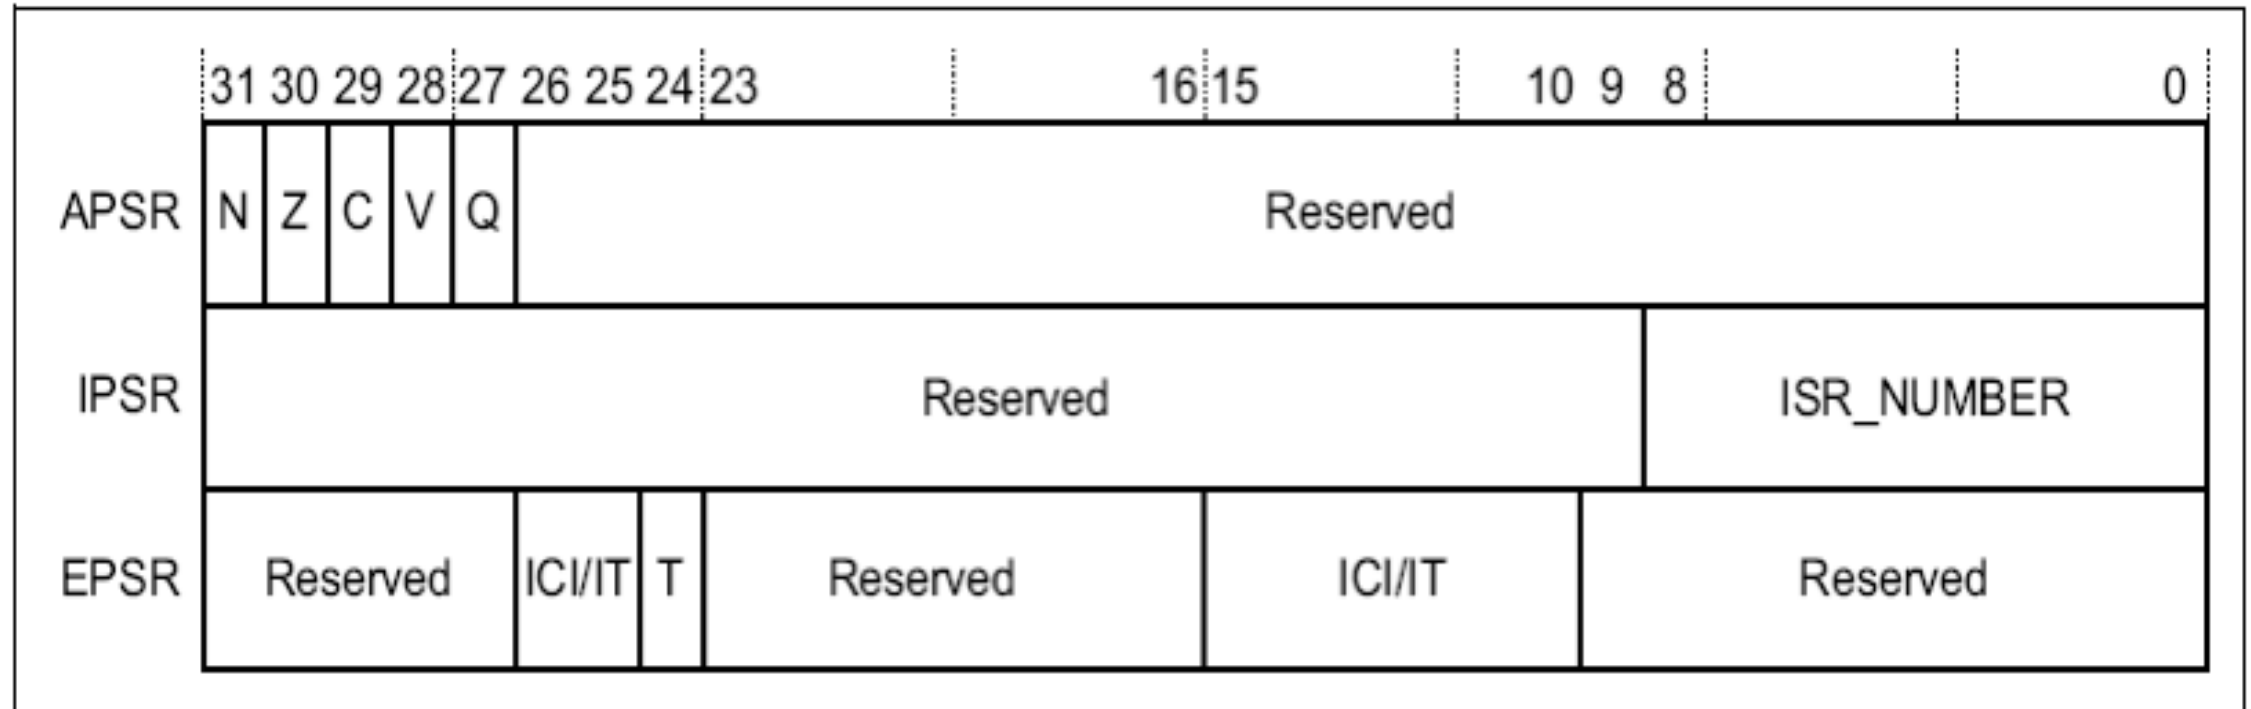 31 30 29 28 27 26 25 24 23 16 15 10 9 8 0
APSR N Z C V Q Reserved
IPSR Reserved ISR_NUMBER
EPSR Reserved ICI/IT T Reserved ICI/IT Reserved